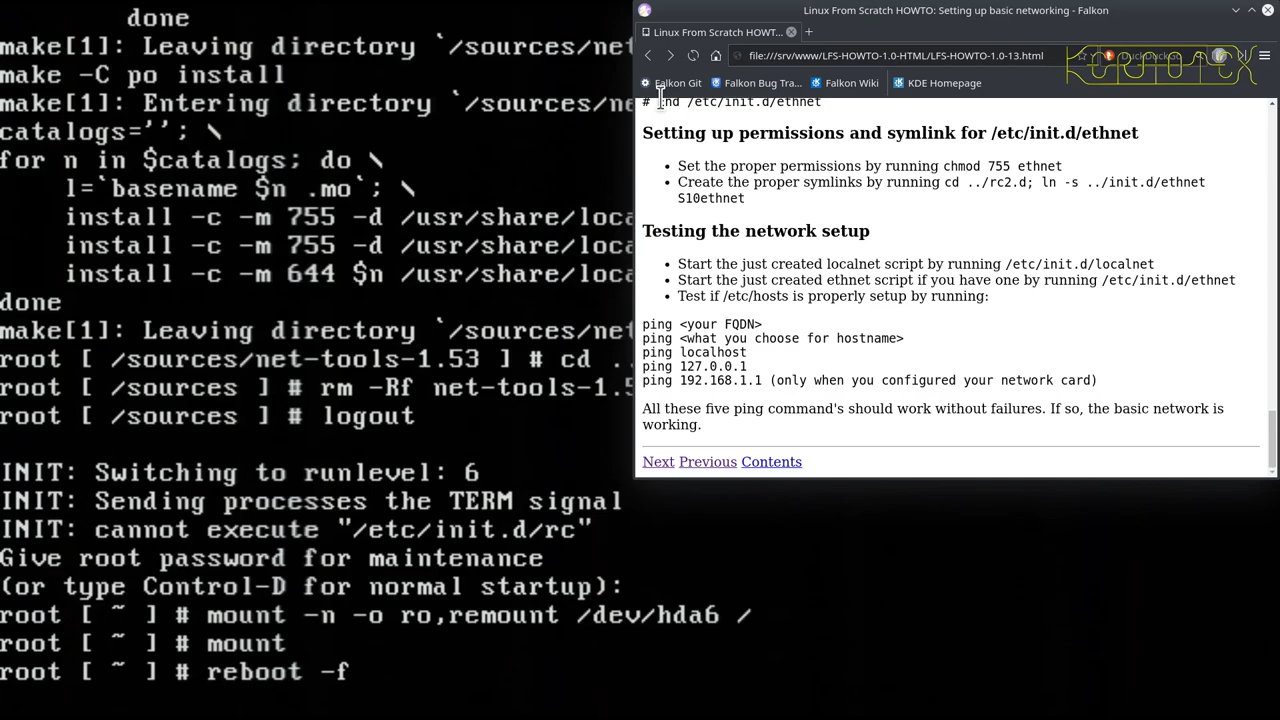 done
make[1]: Leaving directory `/sources/net
make -C po install
make[1]: Entering directory `/sources/ne
catalogs=''; \
for n in $catalogs; do \
l=`basename $n .mo`; \
install -c -m 755 -d /usr/share/loca
install -c -m 755 -d /usr/share/loca
install -c -m 644 $n /usr/share/loca
done
make[1]: Leaving directory `/sources/net
root [ /sources/net-tools-1.53 ] # cd ..
root [ /sources ] # rm -Rf net-tools-1.5
root [ /sources ] # logout
INIT: Switching to runlevel: 6
INIT: Sending processes the TERM signal
INIT: cannot execute "/etc/init.d/rc"
Give root password for maintenance
(or type Control-D for normal startup):
root [ ~ ] # mount -n -o ro,remount /dev/hda6 /
root [ ~ ] # mount
root [ ~ ] # reboot -f
Linux From Scratch HOWTO: Setting up basic networking - Falkon
Linux From Scratch HOWT...
file:///srv/www/LFS-HOWTO-1.0-HTML/LFS-HOWTO-1.0-13.html
Falkon Git Falkon Bug Tra... Falkon Wiki KDE Homepage
# End /etc/init.d/ethnet
Setting up permissions and symlink for /etc/init.d/ethnet
• Set the proper permissions by running chmod 755 ethnet
• Create the proper symlinks by running cd ../rc2.d; ln -s ../init.d/ethnet
S10ethnet
Testing the network setup
• Start the just created localnet script by running /etc/init.d/localnet
• Start the just created ethnet script if you have one by running /etc/init.d/ethnet
• Test if /etc/hosts is properly setup by running:
ping <your FQDN>
ping <what you choose for hostname>
ping localhost
ping 127.0.0.1
ping 192.168.1.1 (only when you configured your network card)
All these five ping command's should work without failures. If so, the basic network is
working.
Next Previous Contents